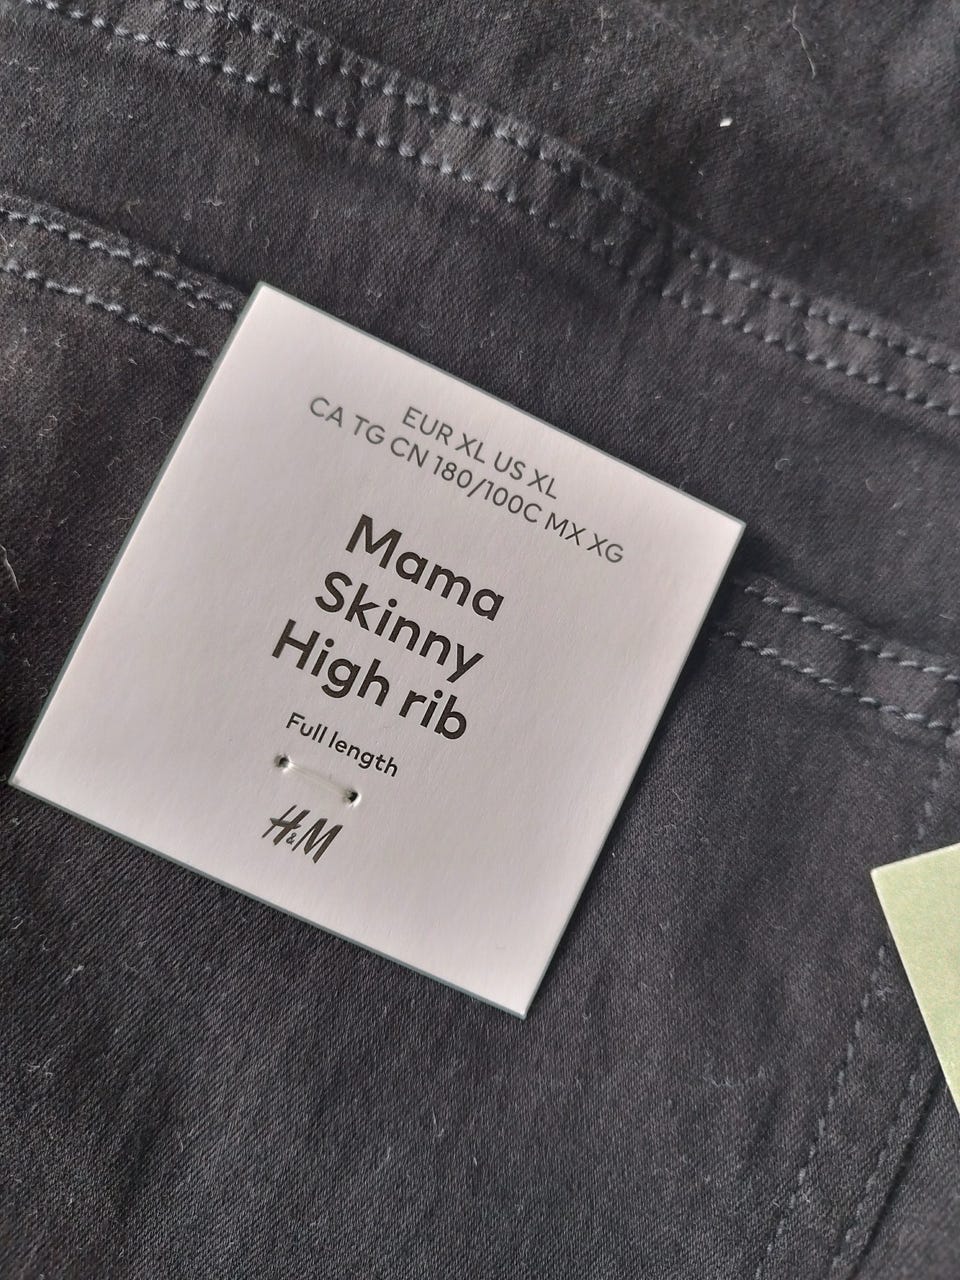 EUR XL US XL
CA TG CN 180/100C MX XG
Mama
Skinny
High rib
Full length
H&M